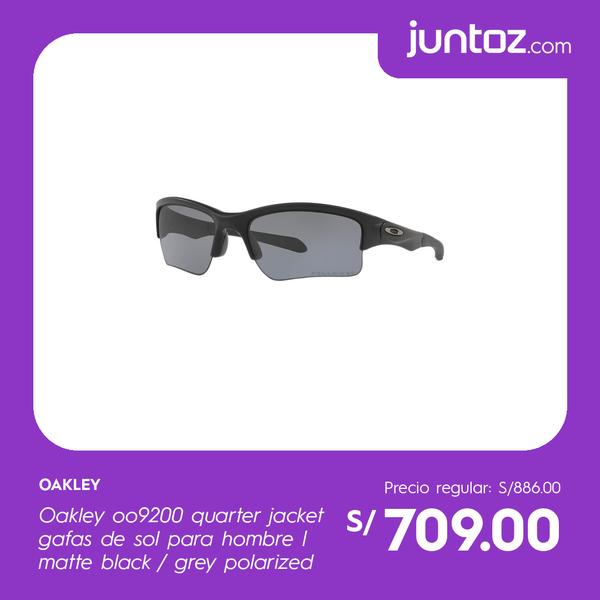 juntoz.com
OAKLEY
Oakley oo9200 quarter jacket
gafas de sol para hombre |
matte black / grey polarized
Precio regular: S/886.00
S/ 709.00